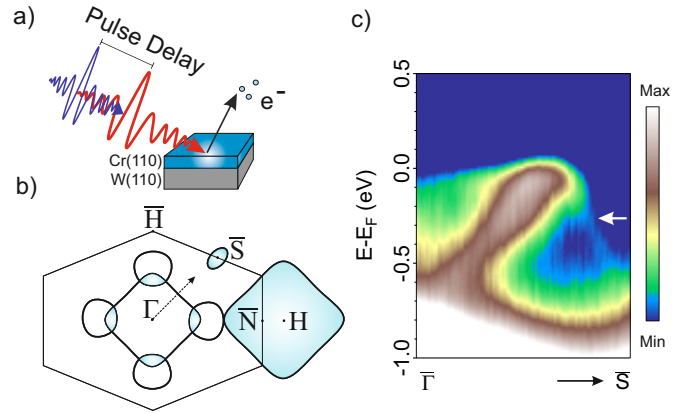 a)
Pulse Delay
e⁻
Cr(110)
W(110)
b)
H̅
S̅
Γ
N̅
·H
c)
0.5
0.0
-0.5
-1.0
E-E_F (eV)
Γ̅
S̅
Max
Min